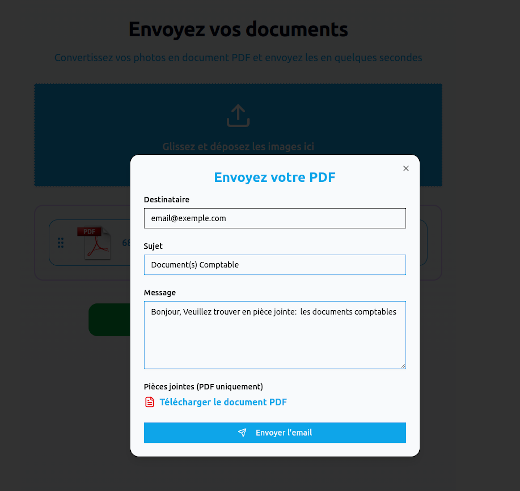 Envoyez vos documents
Convertissez vos photos en document PDF et envoyez les en quelques secondes
Glissez et déposez les images ici
Envoyez votre PDF
Destinataire
email@exemple.com
Sujet
Document(s) Comptable
Message
Bonjour, Veuillez trouver en pièce jointe: les documents comptables
PDF
Pièces jointes (PDF uniquement)
Télécharger le document PDF
Envoyer l'email